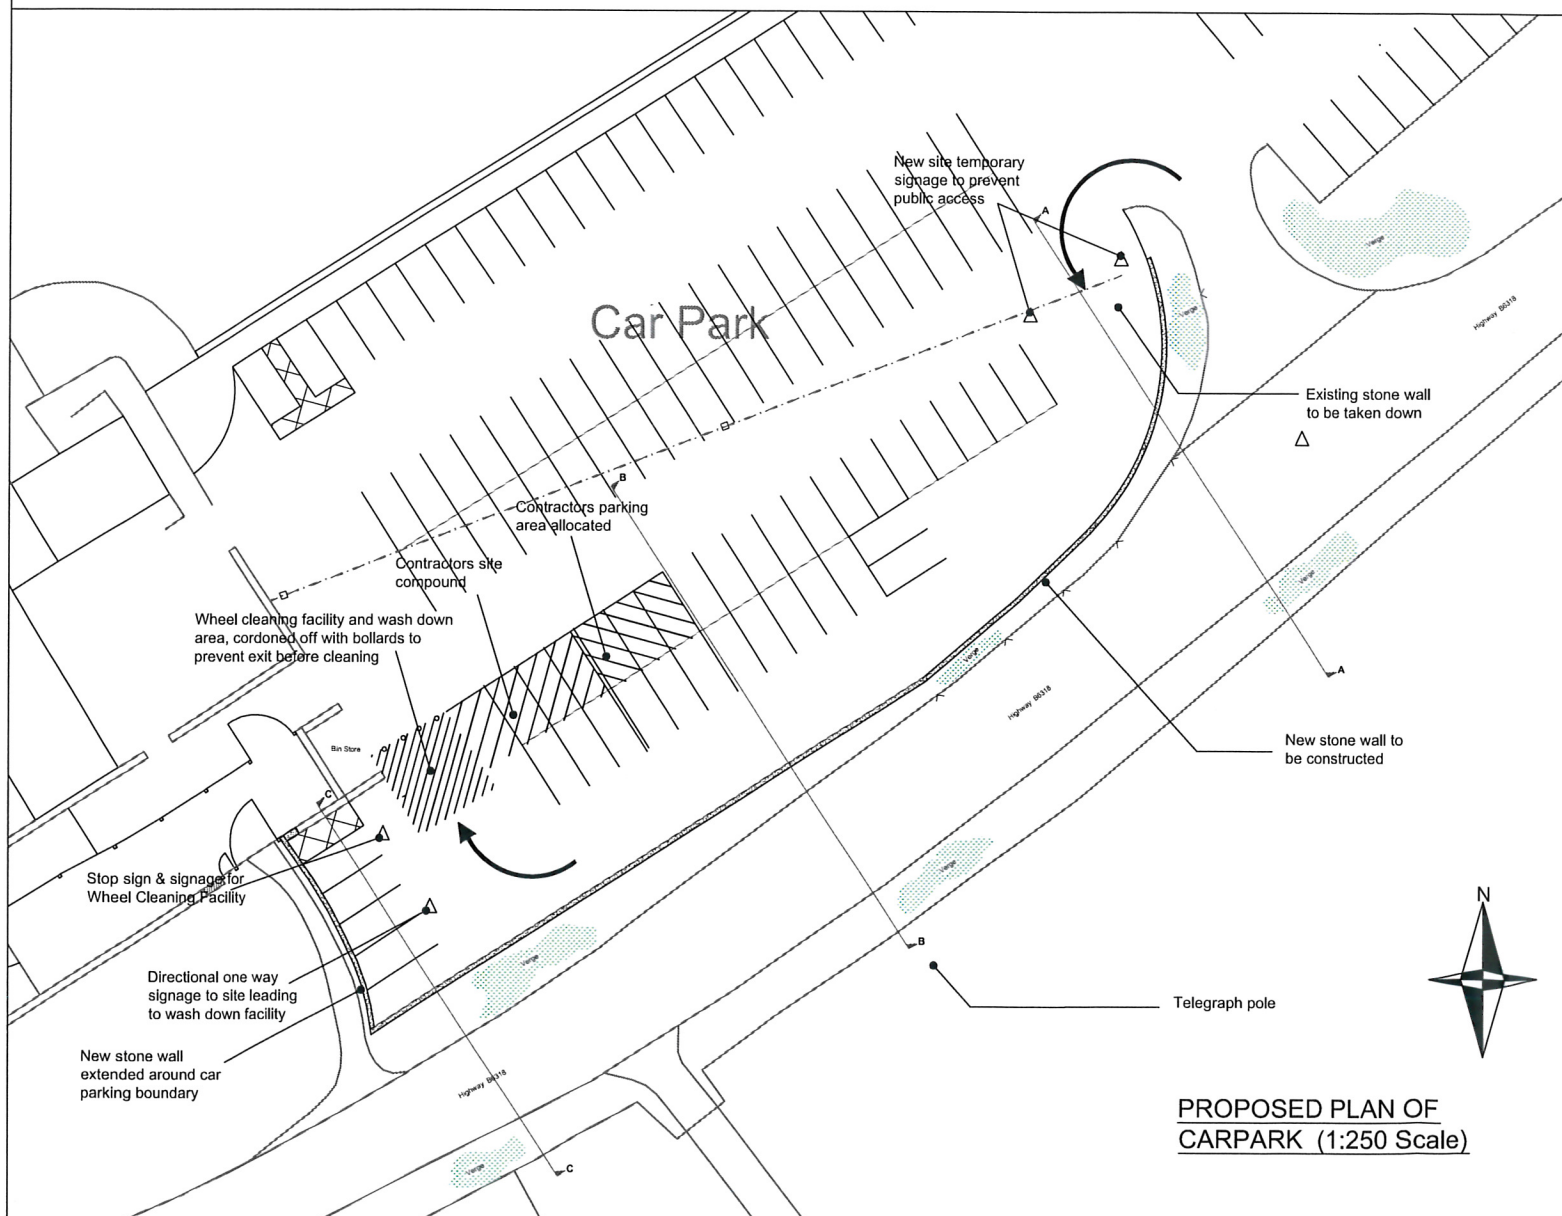 New site temporary
signage to prevent
public access
A
Verge
Verge
Highway B6318
Car Park
Existing stone wall
to be taken down
B
Contractors parking
area allocated
Contractors site
compound
Wheel cleaning facility and wash down
area, cordoned off with bollards to
prevent exit before cleaning
Verge
Verge
A
Highway B6318
Bin Store
New stone wall to
be constructed
C
Stop sign & signage for
Wheel Cleaning Facility
Verge
N
B
Verge
Directional one way
signage to site leading
to wash down facility
Telegraph pole
New stone wall
extended around car
parking boundary
Highway B6318
PROPOSED PLAN OF
CARPARK (1:250 Scale)
Verge
C